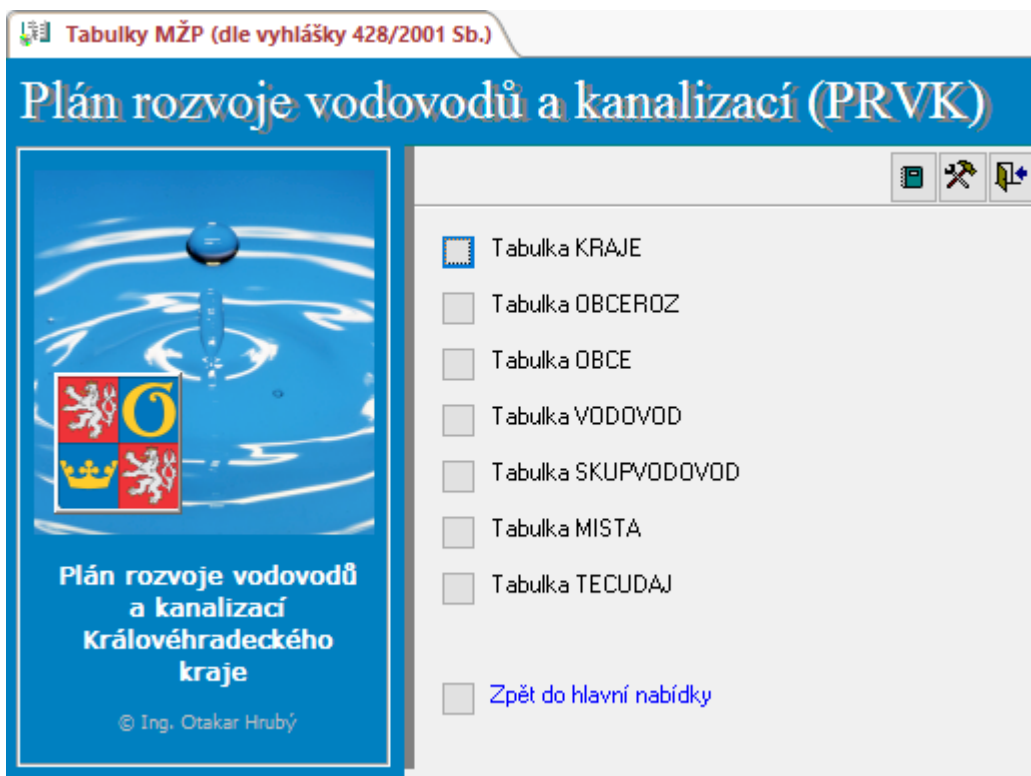 Tabulky MŽP (dle vyhlášky 428/2001 Sb.)
Plán rozvoje vodovodů a kanalizací (PRVK)
Plán rozvoje vodovodů
a kanalizací
Královéhradeckého
kraje
© Ing. Otakar Hrubý
Tabulka KRAJE
Tabulka OBCEROZ
Tabulka OBCE
Tabulka VODOVOD
Tabulka SKUPVODOVOD
Tabulka MISTA
Tabulka TECUDAJ
Zpět do hlavní nabídky